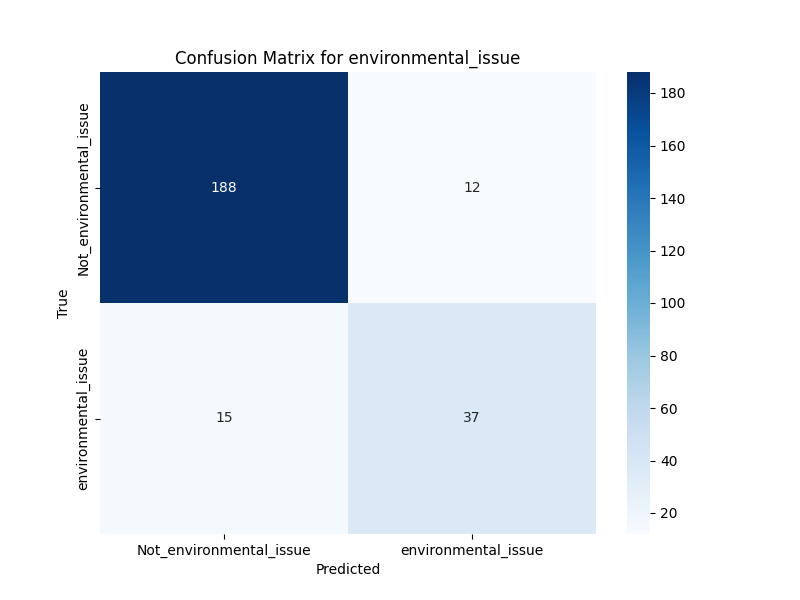 Confusion Matrix for environmental_issue
True
Not_environmental_issue
environmental_issue
188
12
15
37
Not_environmental_issue
environmental_issue
Predicted
180
160
140
120
100
80
60
40
20